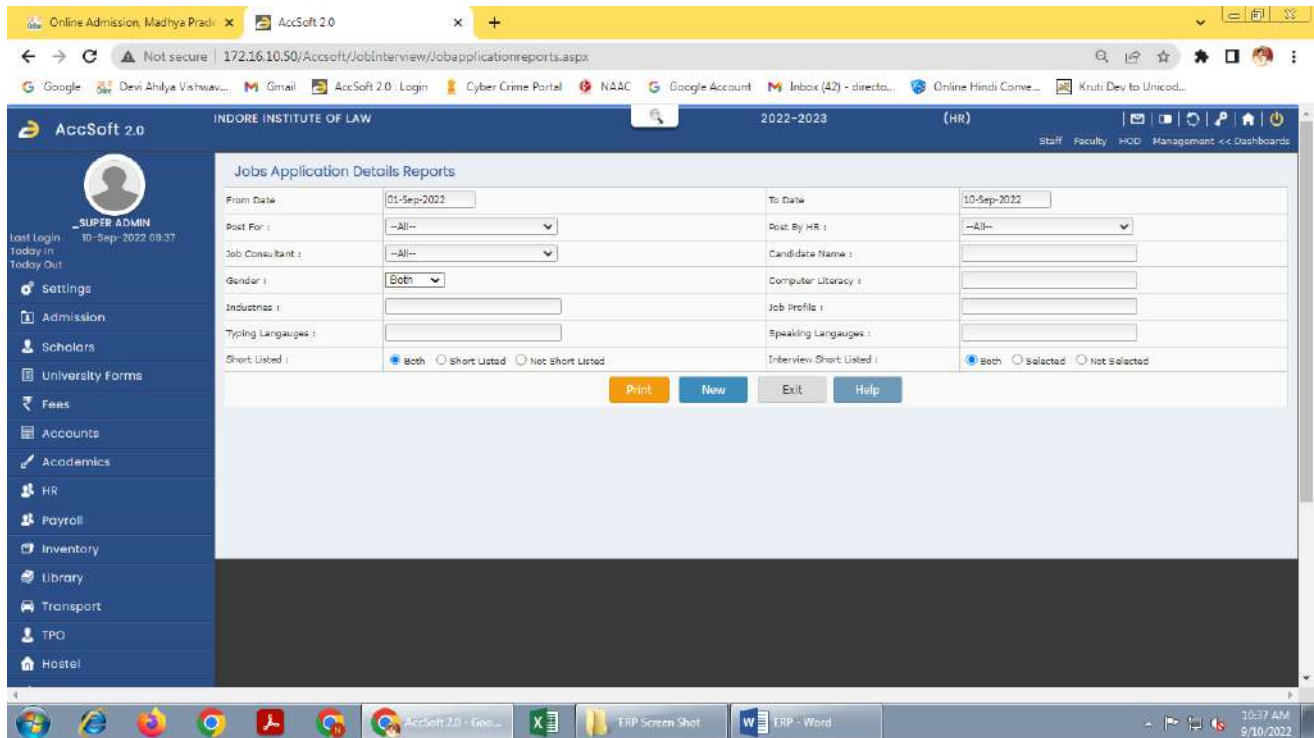 Online Admission, Madhya Prade
AccSoft 2.0
Not secure | 172.16.10.50/Accsoft/JobInterview/Jobapplicationreports.aspx
Google Devi Ahilya Vishwav... Gmail AccSoft 2.0 : Login Cyber Crime Portal NAAC Google Account Inbox (42) - directo... Online Hindi Conve... Kruti Dev to Unicod...
AccSoft 2.0
INDORE INSTITUTE OF LAW 2022-2023 (HR)
Staff Faculty HOD Management << Dashboards
_SUPER ADMIN
Last Login 10-Sep-2022 09:37
Today In
Today Out
Settings
Admission
Scholars
University Forms
Fees
Accounts
Academics
HR
Payroll
Inventory
Library
Transport
TPO
Hostel
Jobs Application Details Reports
From Date 01-Sep-2022 To Date 10-Sep-2022
Post For : --All-- Post By HR : --All--
Job Consultant : --All-- Candidate Name :
Gender : Both Computer Literacy :
Industries : Job Profile :
Typing Langauges : Speaking Langauges :
Short Listed : Both Short Listed Not Short Listed Interview Short Listed : Both Selected Not Selected
Print New Exit Help
AccSoft 2.0 - Goo... ERP Screen Shot ERP - Word
10:37 AM
9/10/2022